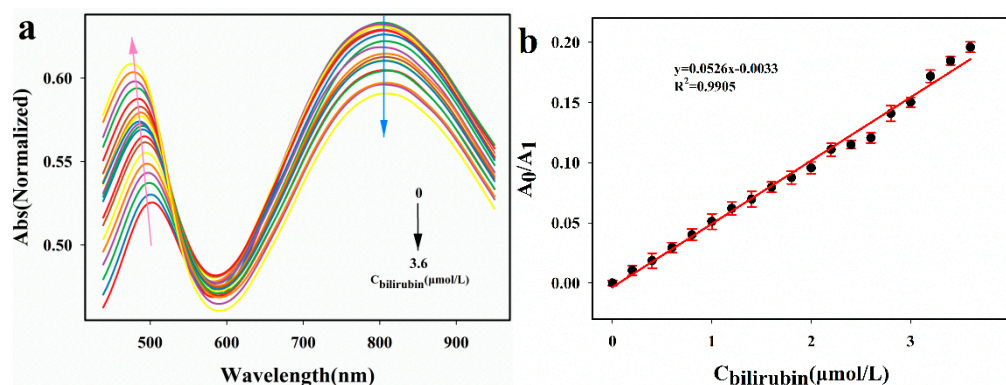 a
Abs(Normalized)
0.60
0.55
0.50
0
3.6
Cbilirubin(μmol/L)
500
600
700
800
900
Wavelength(nm)
b
A0/A1
0.20
0.15
0.10
0.05
0.00
y=0.0526x-0.0033
R²=0.9905
0
1
2
3
Cbilirubin(μmol/L)